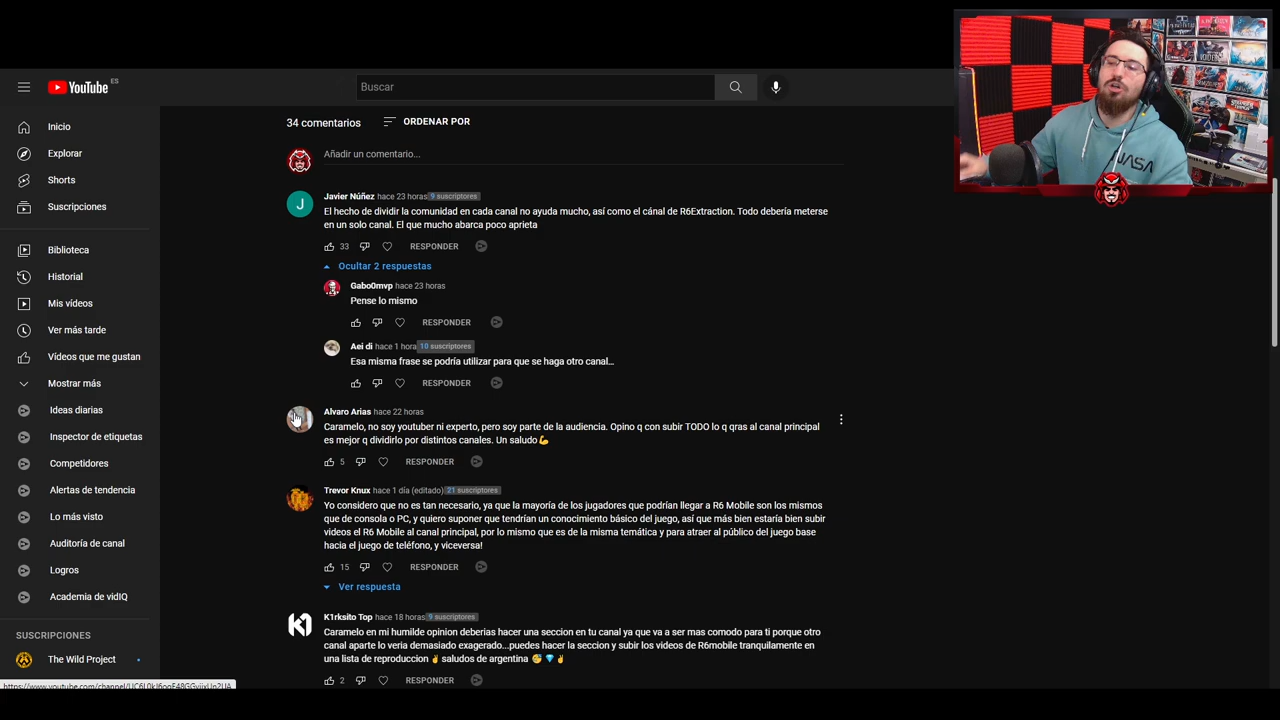 YouTube ES
Buscar
Inicio
Explorar
Shorts
Suscripciones
Biblioteca
Historial
Mis vídeos
Ver más tarde
Vídeos que me gustan
Mostrar más
Ideas diarias
Inspector de etiquetas
Competidores
Alertas de tendencia
Lo más visto
Auditoría de canal
Logros
Academia de vidIQ
SUSCRIPCIONES
The Wild Project
34 comentarios ORDENAR POR
Añadir un comentario...
J
Javier Núñez hace 23 horas 9 suscriptores
El hecho de dividir la comunidad en cada canal no ayuda mucho, así como el cánal de R6Extraction. Todo debería meterse
en un solo canal. El que mucho abarca poco aprieta
33 RESPONDER
Ocultar 2 respuestas
Gabo0mvp hace 23 horas
Pense lo mismo
RESPONDER
Aei di hace 1 hora 10 suscriptores
Esa misma frase se podría utilizar para que se haga otro canal...
RESPONDER
Alvaro Arias hace 22 horas
Caramelo, no soy youtuber ni experto, pero soy parte de la audiencia. Opino q con subir TODO lo q qras al canal principal
es mejor q dividirlo por distintos canales. Un saludo💪
5 RESPONDER
Trevor Knux hace 1 día (editado) 21 suscriptores
Yo considero que no es tan necesario, ya que la mayoría de los jugadores que podrían llegar a R6 Mobile son los mismos
que de consola o PC, y quiero suponer que tendrían un conocimiento básico del juego, así que más bien estaría bien subir
videos el R6 Mobile al canal principal, por lo mismo que es de la misma temática y para atraer al público del juego base
hacia el juego de teléfono, y viceversa!
15 RESPONDER
Ver respuesta
K1
K1rksito Top hace 18 horas 9 suscriptores
Caramelo en mi humilde opinion deberias hacer una seccion en tu canal ya que va a ser mas comodo para ti porque otro
canal aparte lo veria demasiado exagerado...puedes hacer la seccion y subir los videos de R6mobile tranquilamente en
una lista de reproduccion ✌ saludos de argentina 😴 💎 ✌
2 RESPONDER
NASA